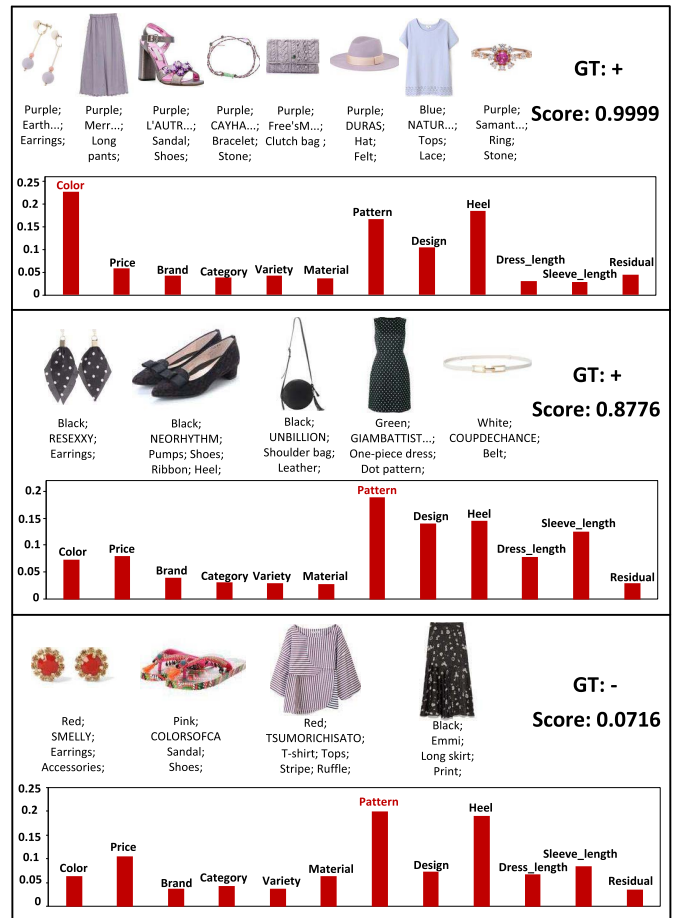 GT: +
Score: 0.9999
Purple;
Earth...;
Earrings;
Purple;
Merr...;
Long
pants;
Purple;
L'AUTR...;
Sandal;
Shoes;
Purple;
CAYHA...;
Bracelet;
Stone;
Purple;
Free'sM...;
Clutch bag ;
Purple;
DURAS;
Hat;
Felt;
Blue;
NATUR...;
Tops;
Lace;
Purple;
Samant...;
Ring;
Stone;
0.25
0.2
0.15
0.1
0.05
0
Color
Price
Brand
Category
Variety
Material
Pattern
Design
Heel
Dress_length
Sleeve_length
Residual
GT: +
Score: 0.8776
Black;
RESEXXY;
Earrings;
Black;
NEORHYTHM;
Pumps; Shoes;
Ribbon; Heel;
Black;
UNBILLION;
Shoulder bag;
Leather;
Green;
GIAMBATTIST...;
One-piece dress;
Dot pattern;
White;
COUPDECHANCE;
Belt;
0.2
0.15
0.1
0.05
0
Color
Price
Brand
Category
Variety
Material
Pattern
Design
Heel
Dress_length
Sleeve_length
Residual
GT: -
Score: 0.0716
Red;
SMELLY;
Earrings;
Accessories;
Pink;
COLORSOFCA
Sandal;
Shoes;
Red;
TSUMORICHISATO;
T-shirt; Tops;
Stripe; Ruffle;
Black;
Emmi;
Long skirt;
Print;
0.25
0.2
0.15
0.1
0.05
0
Color
Price
Brand
Category
Variety
Material
Pattern
Design
Heel
Dress_length
Sleeve_length
Residual